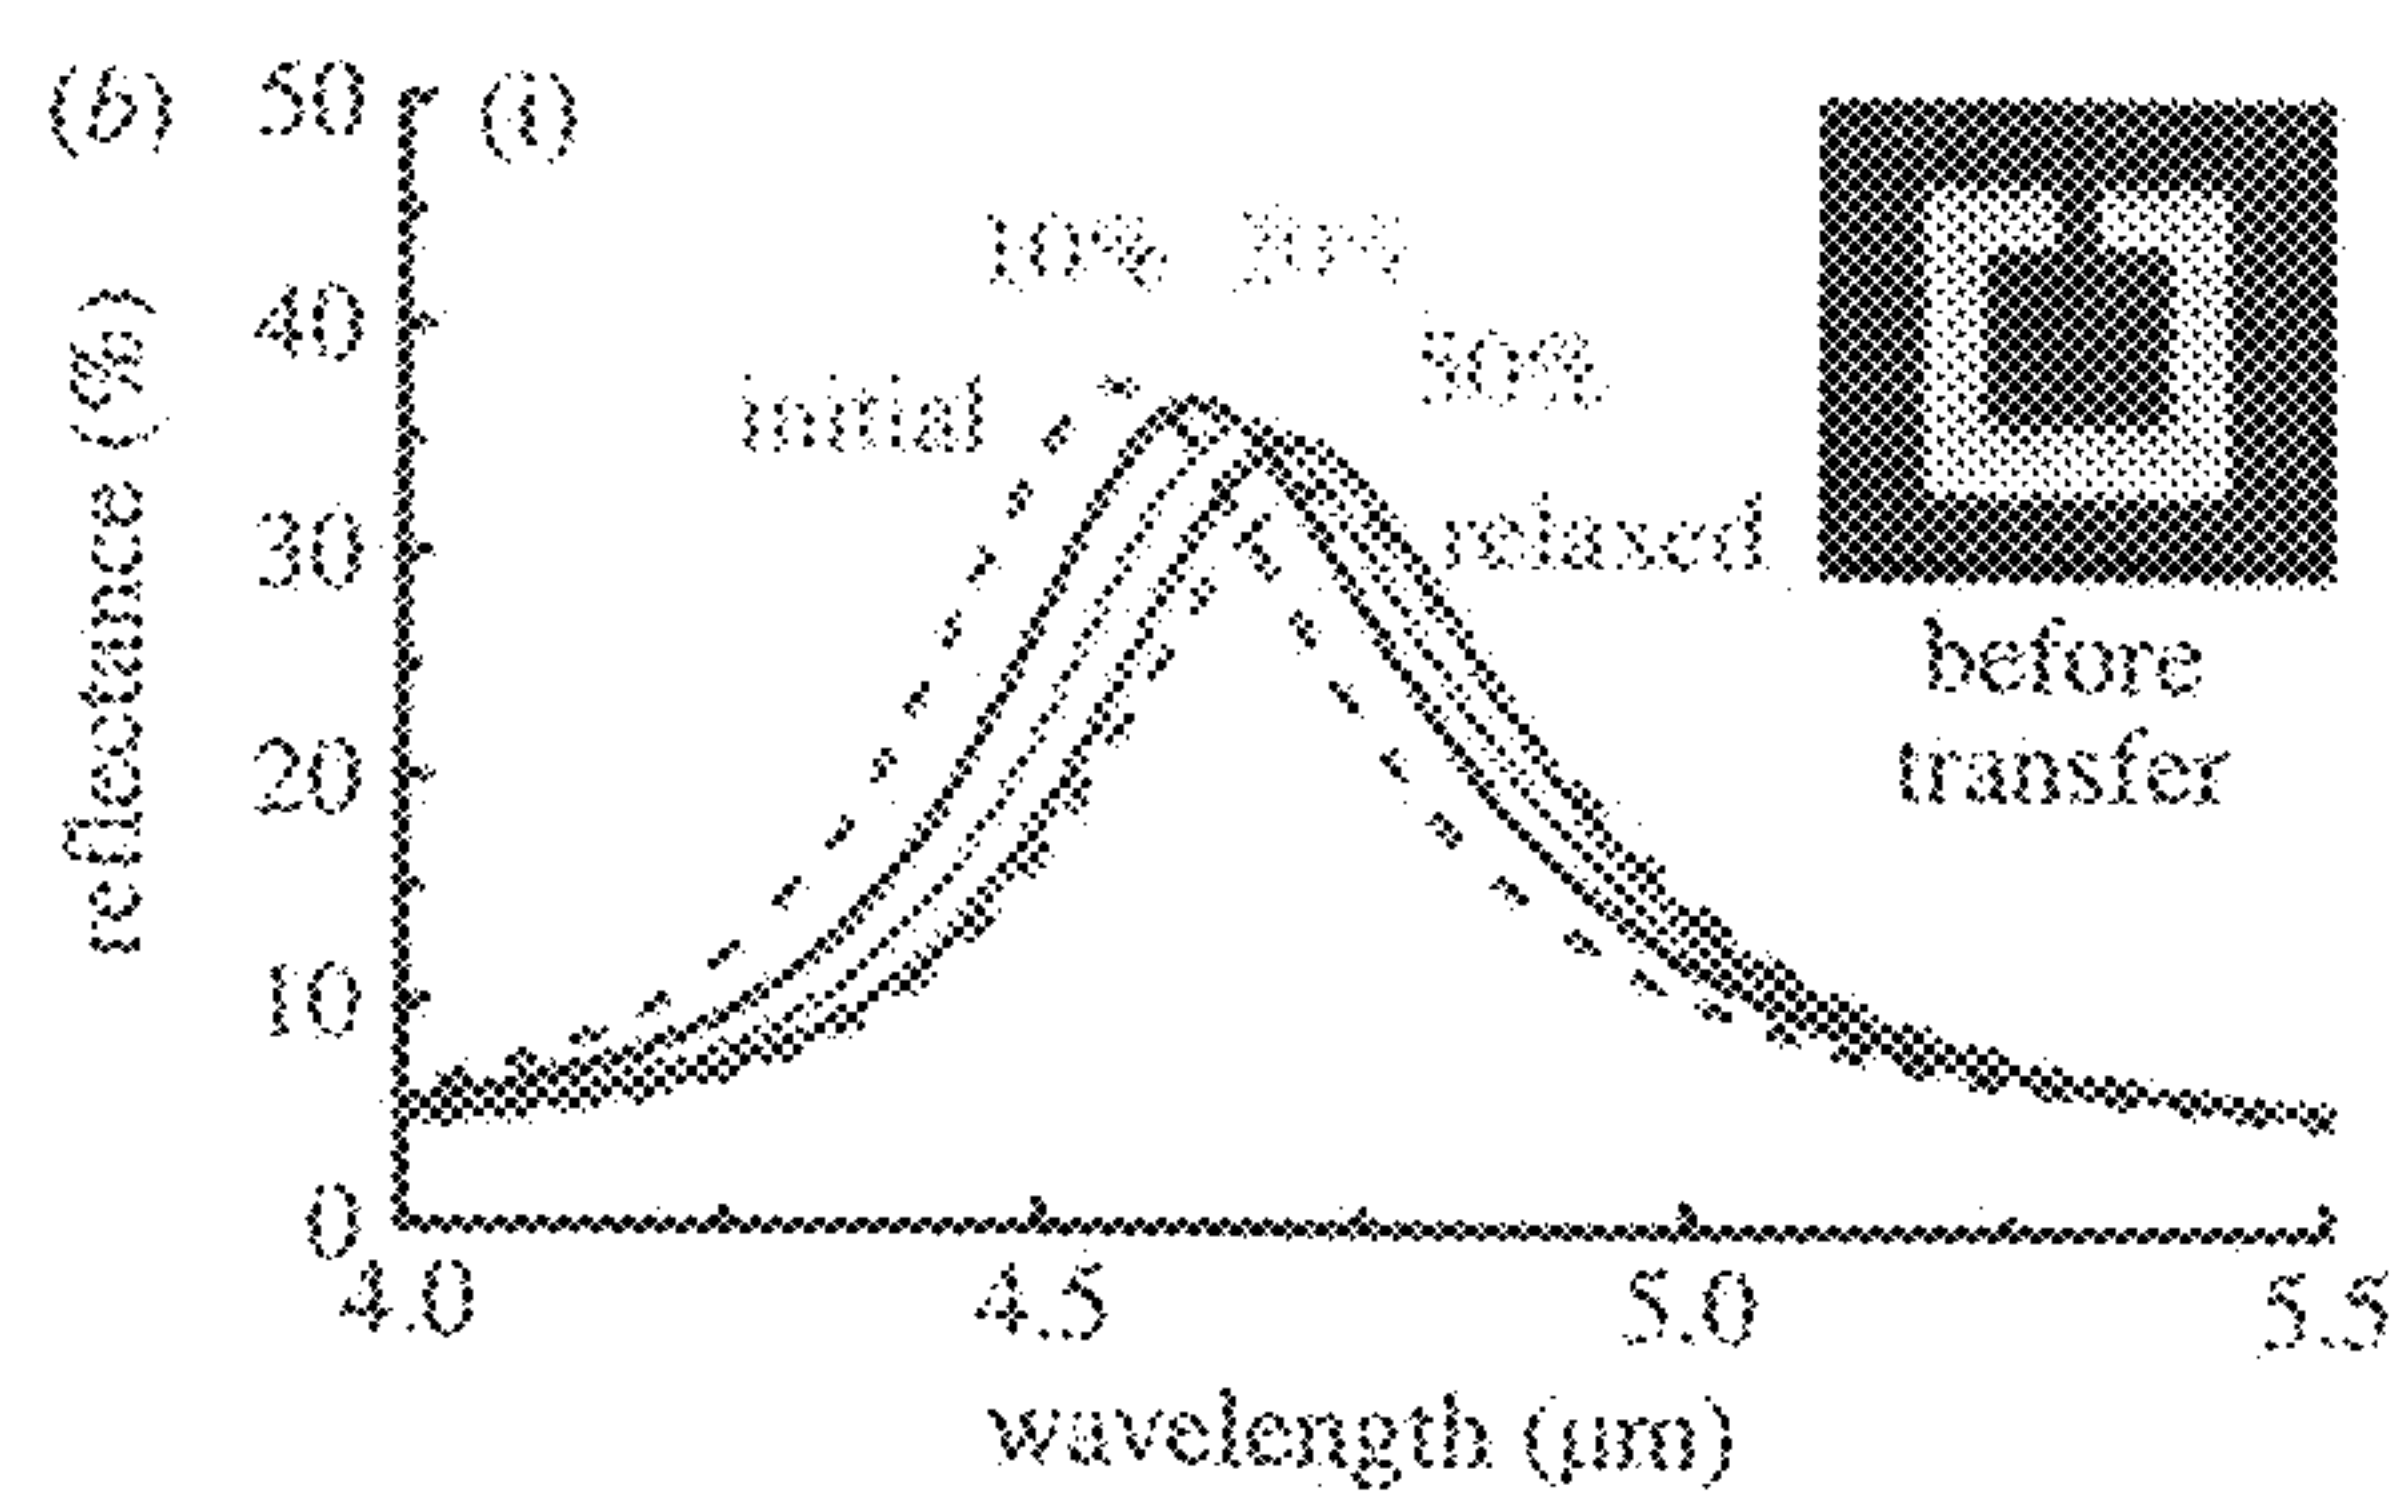 (b)
(i)
reflectance (%)
50
40
30
20
10
0
4.0
4.5
5.0
5.5
wavelength (μm)
initial
10%
50%
relaxed
before
transfer